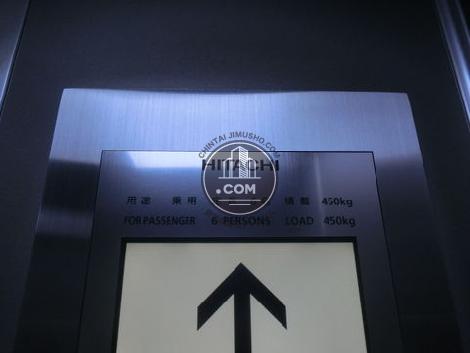 CHINTAI JIMUSHO.COM
HITACHI
.COM
用途 乗用 積載 450kg
FOR PASSENGER 6 PERSONS LOAD 450kg